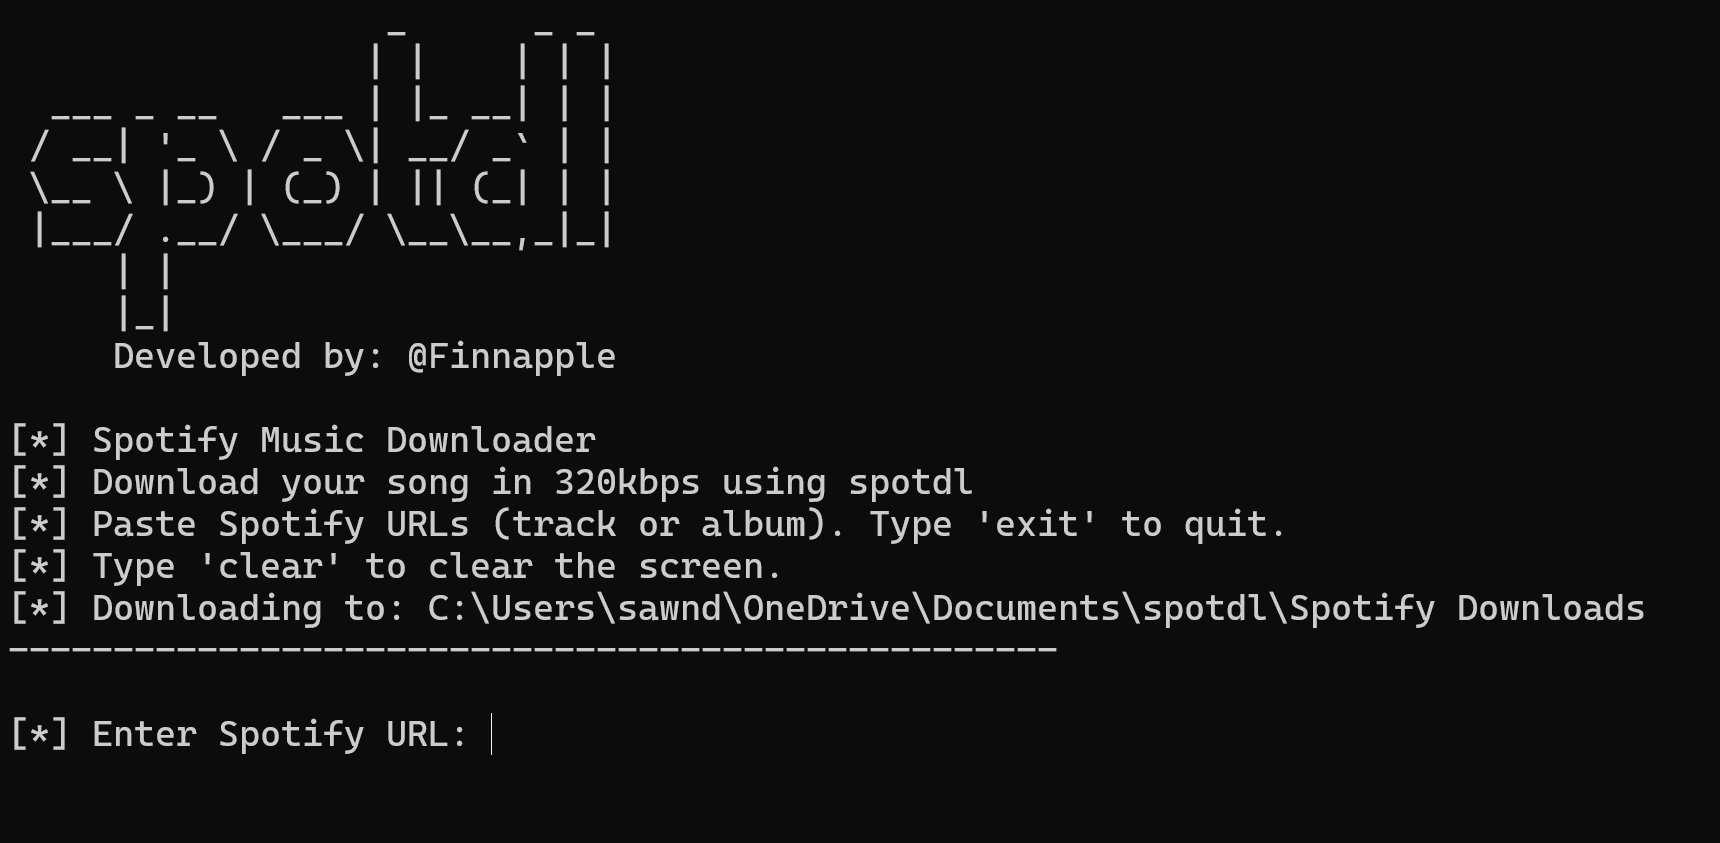 spotdl
Developed by: @Finnapple
[*] Spotify Music Downloader
[*] Download your song in 320kbps using spotdl
[*] Paste Spotify URLs (track or album). Type 'exit' to quit.
[*] Type 'clear' to clear the screen.
[*] Downloading to: C:\Users\sawnd\OneDrive\Documents\spotdl\Spotify Downloads
--------------------------------------------------
[*] Enter Spotify URL: